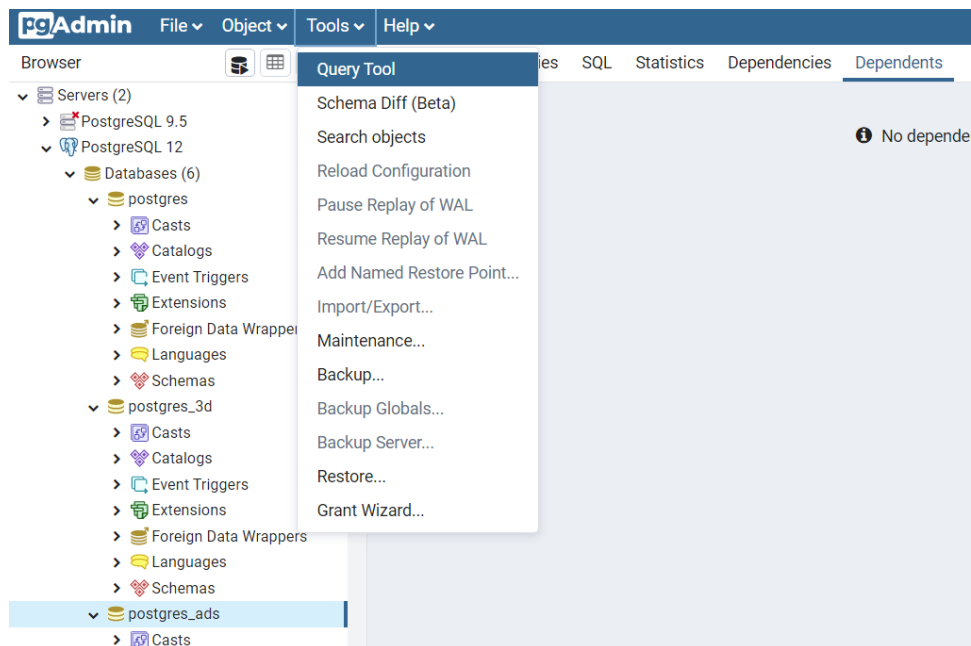 pgAdmin File Object Tools Help
Browser
SQL Statistics Dependencies Dependents
Query Tool
Schema Diff (Beta)
Search objects
Reload Configuration
Pause Replay of WAL
Resume Replay of WAL
Add Named Restore Point...
Import/Export...
Maintenance...
Backup...
Backup Globals...
Backup Server...
Restore...
Grant Wizard...
Servers (2)
PostgreSQL 9.5
PostgreSQL 12
Databases (6)
postgres
Casts
Catalogs
Event Triggers
Extensions
Foreign Data Wrapper
Languages
Schemas
postgres_3d
Casts
Catalogs
Event Triggers
Extensions
Foreign Data Wrappers
Languages
Schemas
postgres_ads
Casts
No depende